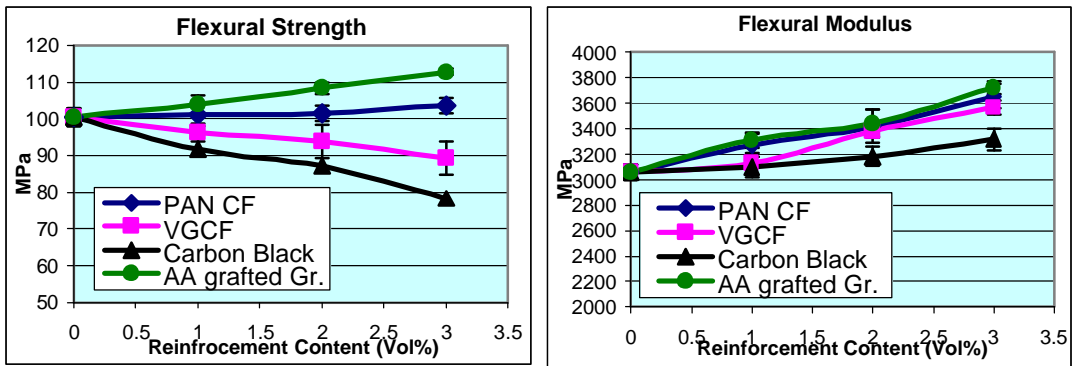 Flexural Strength
120
110
100
90
80
70
60
50
MPa
PAN CF
VGCF
Carbon Black
AA grafted Gr.
0 0.5 1 1.5 2 2.5 3 3.5
Reinfrocement Content (Vol%)
Flexural Modulus
4000
3800
3600
3400
3200
3000
2800
2600
2400
2200
2000
MPa
PAN CF
VGCF
Carbon Black
AA grafted Gr.
0 0.5 1 1.5 2 2.5 3 3.5
Reinforcement Content (Vol%)